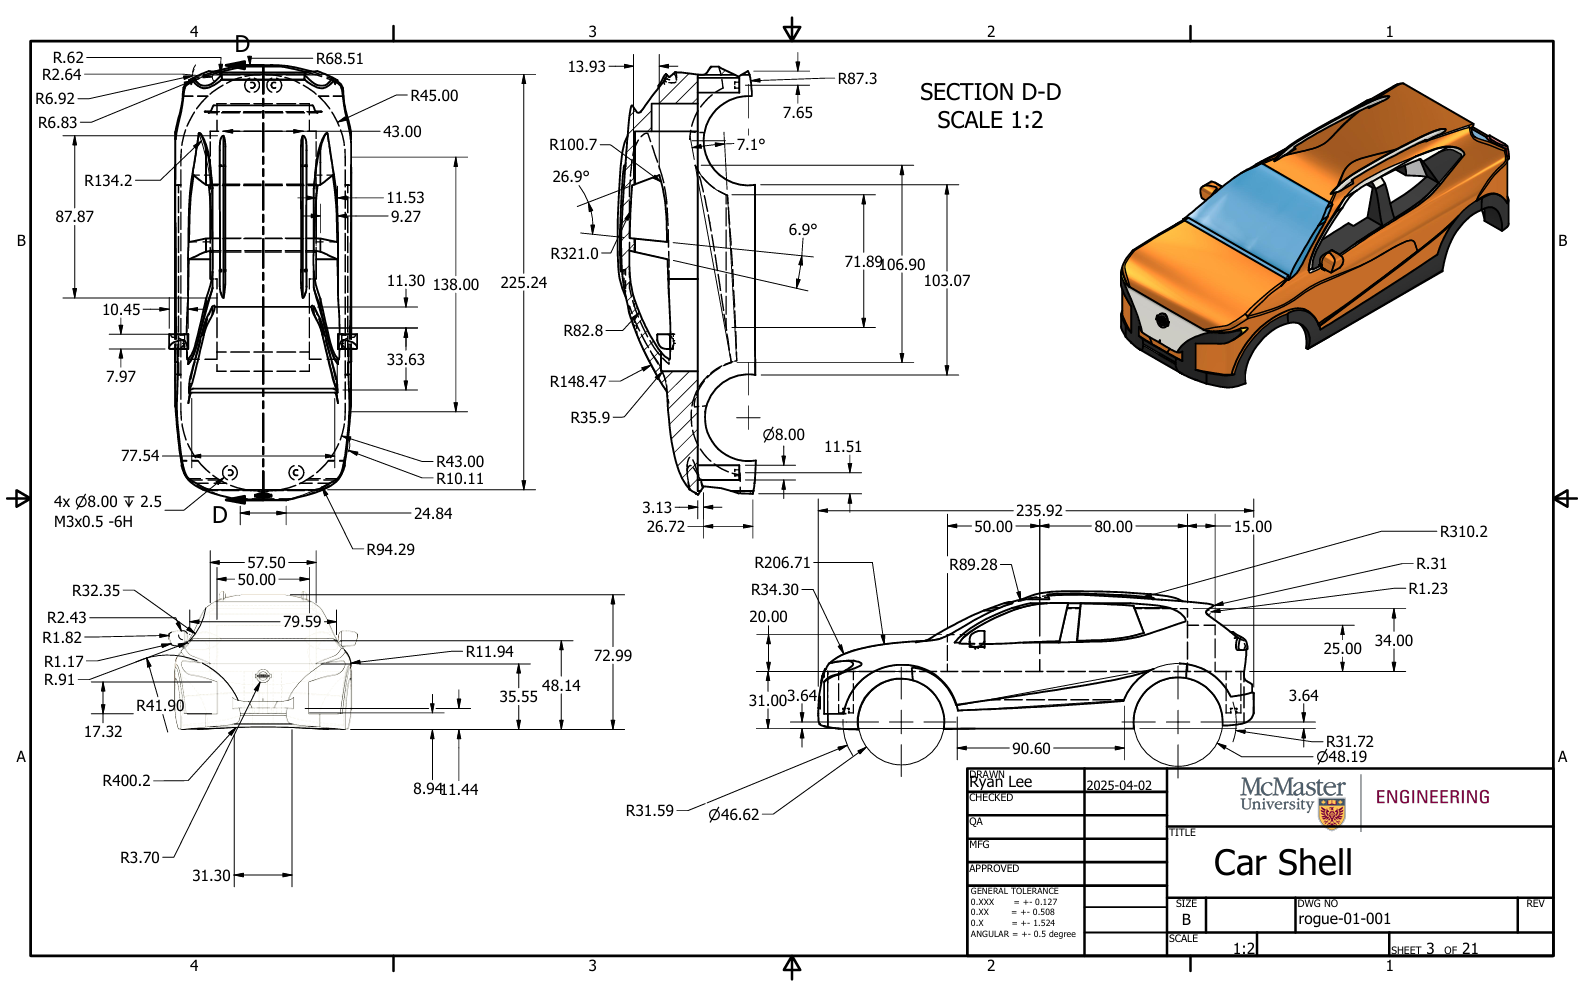 4
3
2
1
D
R.62
R2.64
R6.92
R6.83
R68.51
R45.00
43.00
R134.2
87.87
11.53
9.27
11.30
138.00
225.24
10.45
7.97
33.63
77.54
R43.00
R10.11
4x Ø8.00 ↧ 2.5
M3x0.5 -6H
D
24.84
R94.29
13.93
R87.3
7.65
R100.7
7.1°
26.9°
R321.0
6.9°
71.89
106.90
103.07
R82.8
R148.47
R35.9
Ø8.00
11.51
3.13
26.72
SECTION D-D
SCALE 1:2
B
B
57.50
50.00
R32.35
R2.43
R1.82
R1.17
R.91
79.59
R11.94
72.99
48.14
35.55
R41.90
17.32
R400.2
8.94
11.44
R3.70
31.30
235.92
50.00
80.00
15.00
R310.2
R206.71
R89.28
R.31
R34.30
R1.23
20.00
34.00
25.00
31.00
3.64
3.64
90.60
R31.72
Ø48.19
R31.59
Ø46.62
A
A
DRAWN
Ryan Lee
2025-04-02
CHECKED
QA
MFG
APPROVED
GENERAL TOLERANCE
0.XXX = +- 0.127
0.XX = +- 0.508
0.X = +- 1.524
ANGULAR = +- 0.5 degree
McMaster
University
ENGINEERING
TITLE
Car Shell
SIZE
B
DWG NO
rogue-01-001
REV
SCALE
1:2
SHEET 3 OF 21
4
3
2
1